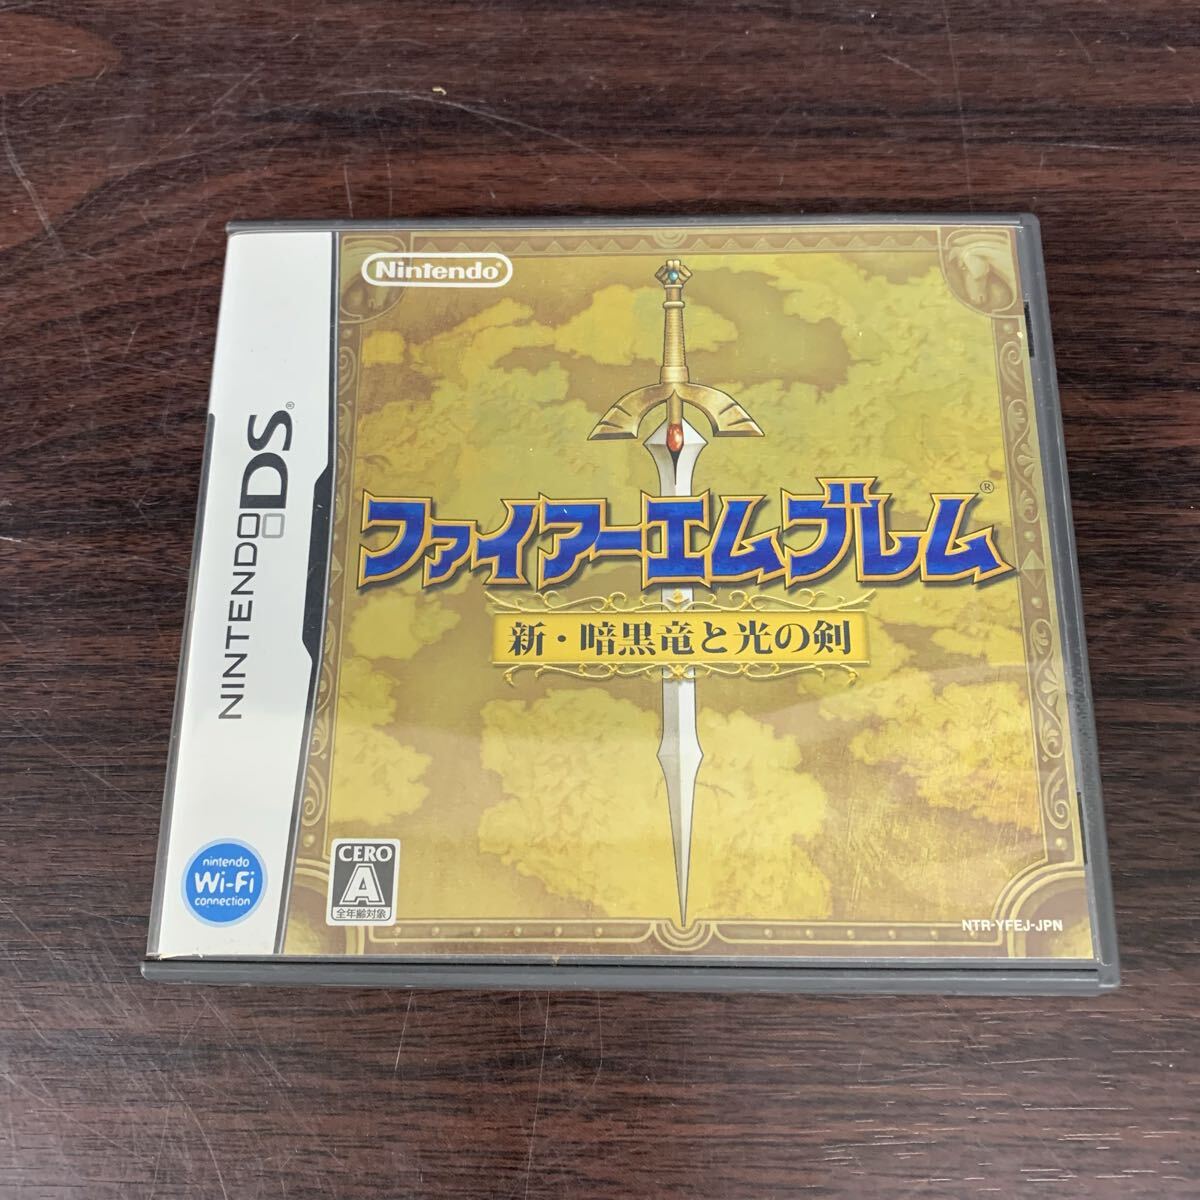 Nintendo®
NINTENDO DS®
ファイアーエムブレム®
新・暗黒竜と光の剣
nintendo
Wi-Fi
connection
CERO
A
全年齢対象
NTR-YFEJ-JPN